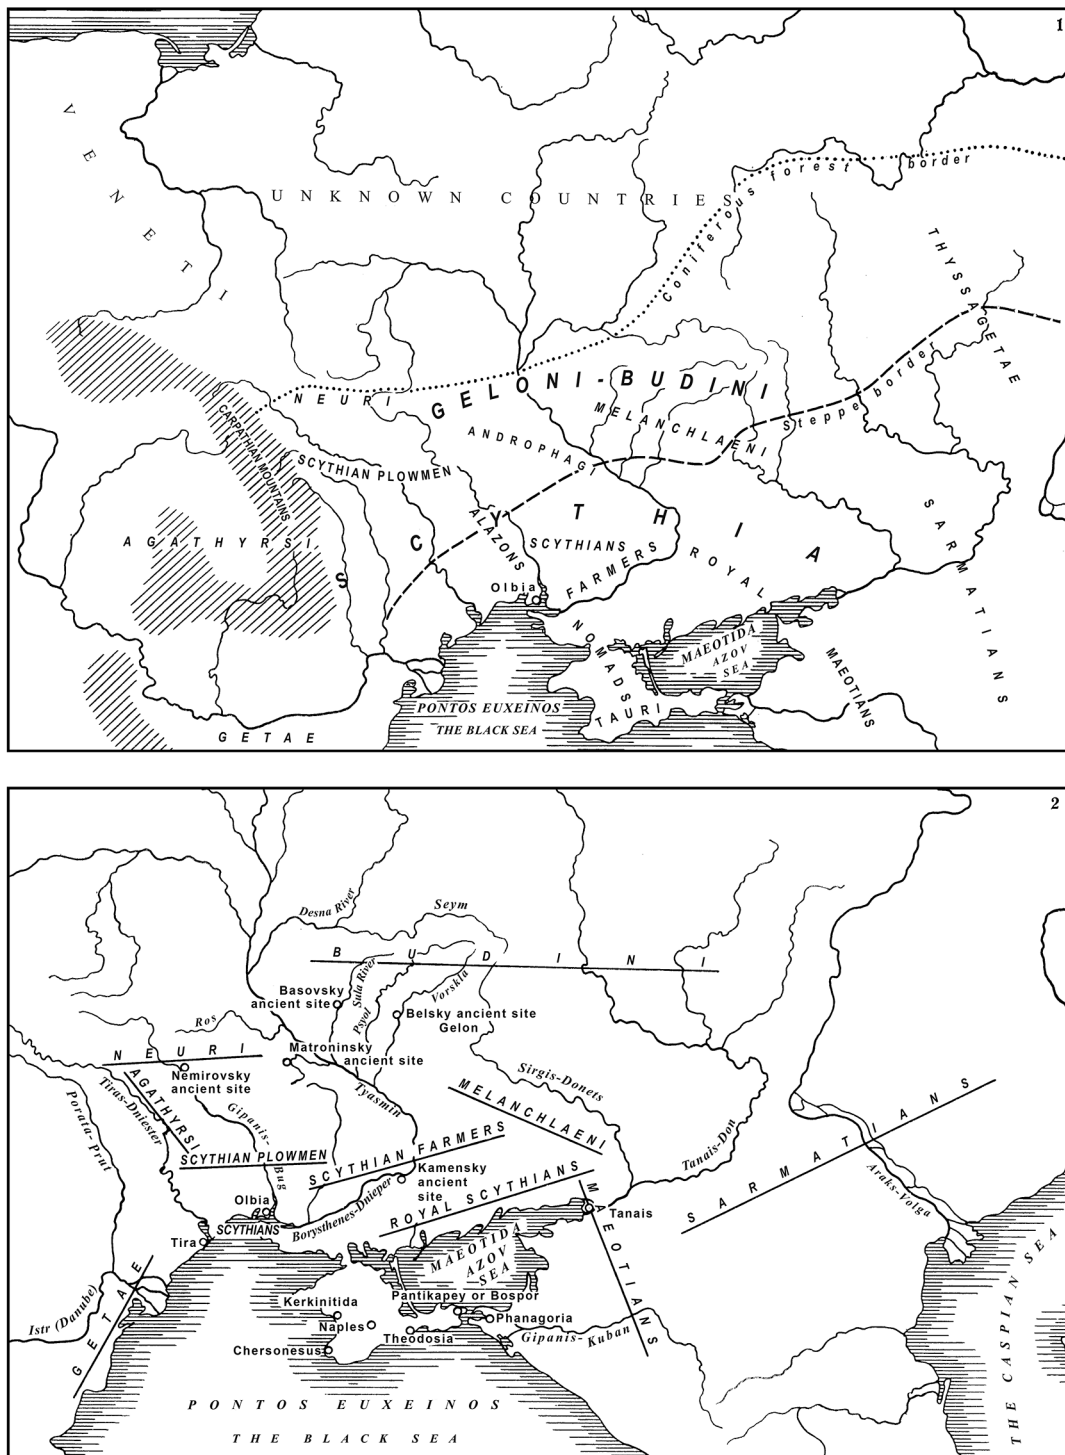 1
VENETI
UNKNOWN COUNTRIES
Coniferous forest border
THYSSAGETAE
NEURI
GELONI-BUDINI
MELANCHLAENI
Steppe border
ANDROPHAGI
CARPATHIAN MOUNTAINS
SCYTHIAN PLOWMEN
ALAZONS
SCYTHIA
AGATHYRSI
SCYTHIANS
FARMERS
ROYAL
NOMADS
SARMATIANS
Olbia
MAEOTIDA
AZOV
SEA
MAEOTIANS
TAURI
PONTOS EUXEINOS
THE BLACK SEA
GETAE
2
Desna River
Seym
BUDINI
Sula River
Psyol
Vorskla
Basovsky
ancient site
Belsky ancient site
Gelon
Ros
NEURI
Matroninsky
ancient site
Nemirovsky
ancient site
AGATHYRSI
Tiras-Dniester
Porata-Prut
Gipanis-
Bug
Tyasmin
Sirgis-Donets
MELANCHLAENI
SCYTHIAN PLOWMEN
SCYTHIAN FARMERS
Kamensky
ancient
site
ROYAL SCYTHIANS
Tanais-Don
SARMATIANS
Araks-Volga
Olbia
SCYTHIANS
Borysthenes-Dnieper
Tira
Tanais
MAEOTIANS
MAEOTIDA
AZOV
SEA
GETAE
Istr (Danube)
Kerkinitida
Naples
Chersonesus
Pantikapey or Bospor
Phanagoria
Theodosia
Gipanis-Kuban
THE CASPIAN SEA
PONTOS EUXEINOS
THE BLACK SEA